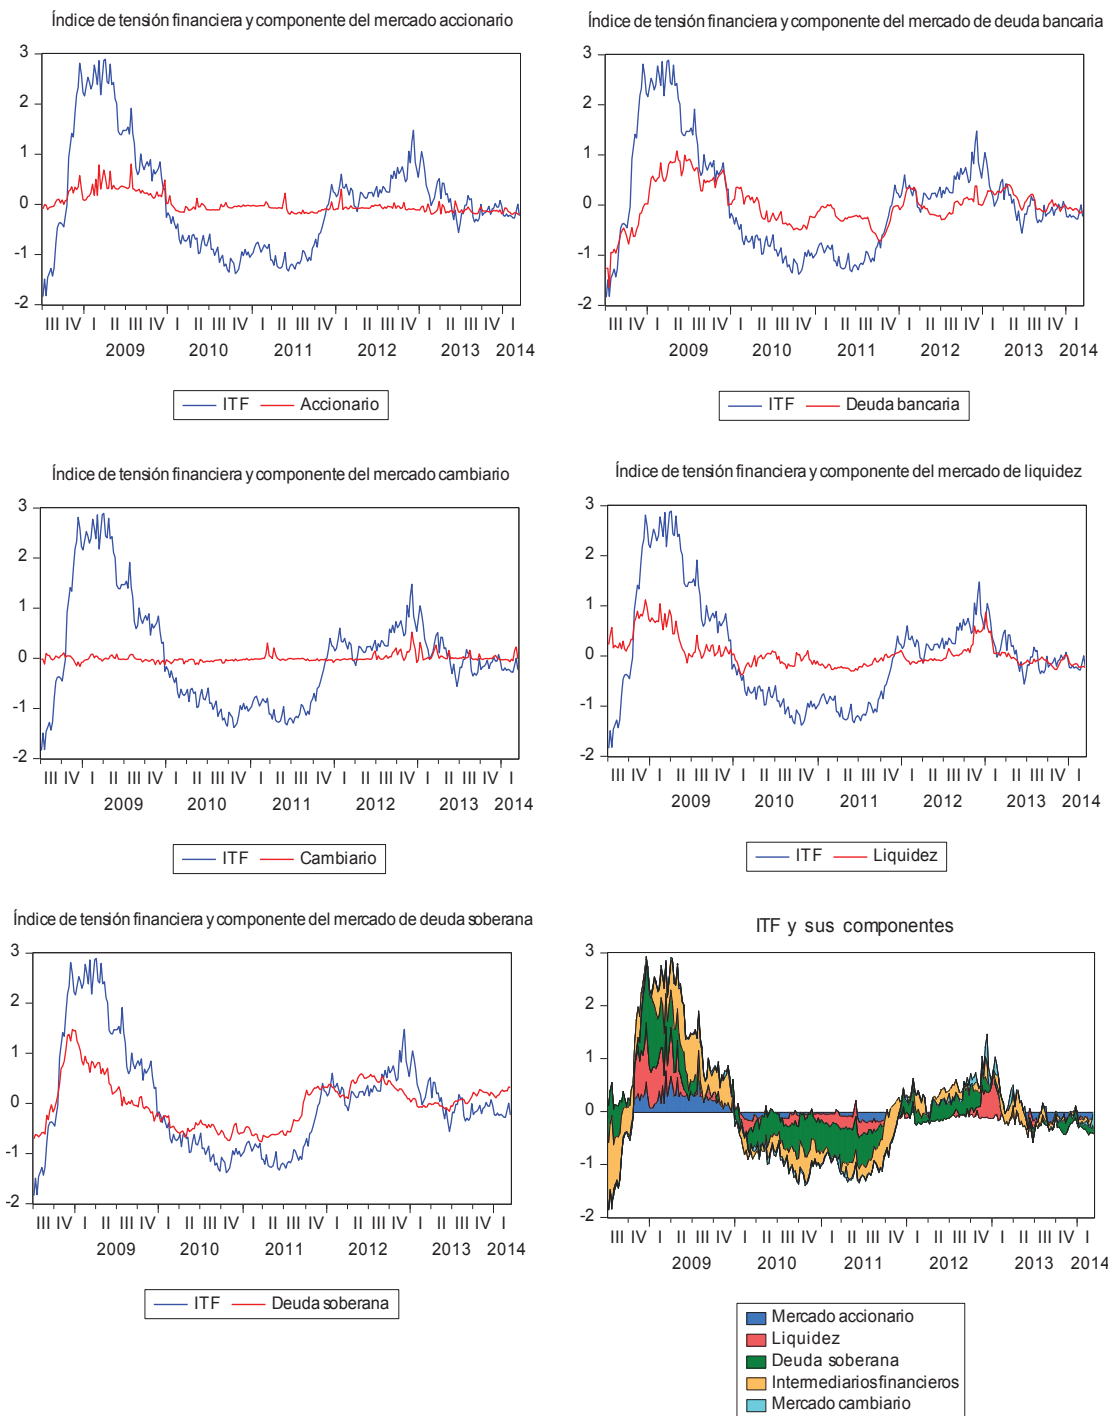 Índice de tensión financiera y componente del mercado accionario
3
2
1
0
-1
-2
III IV I II III IV I II III IV I II III IV I II III IV I II III IV I
2009 2010 2011 2012 2013 2014
ITF Accionario
Índice de tensión financiera y componente del mercado de deuda bancaria
3
2
1
0
-1
-2
III IV I II III IV I II III IV I II III IV I II III IV I II III IV I
2009 2010 2011 2012 2013 2014
ITF Deuda bancaria
Índice de tensión financiera y componente del mercado cambiario
3
2
1
0
-1
-2
III IV I II III IV I II III IV I II III IV I II III IV I II III IV I
2009 2010 2011 2012 2013 2014
ITF Cambiario
Índice de tensión financiera y componente del mercado de liquidez
3
2
1
0
-1
-2
III IV I II III IV I II III IV I II III IV I II III IV I II III IV I
2009 2010 2011 2012 2013 2014
ITF Liquidez
Índice de tensión financiera y componente del mercado de deuda soberana
3
2
1
0
-1
-2
III IV I II III IV I II III IV I II III IV I II III IV I II III IV I
2009 2010 2011 2012 2013 2014
ITF Deuda soberana
ITF y sus componentes
3
2
1
0
-1
-2
III IV I II III IV I II III IV I II III IV I II III IV I II III IV I
2009 2010 2011 2012 2013 2014
Mercado accionario
Liquidez
Deuda soberana
Intermediarios financieros
Mercado cambiario